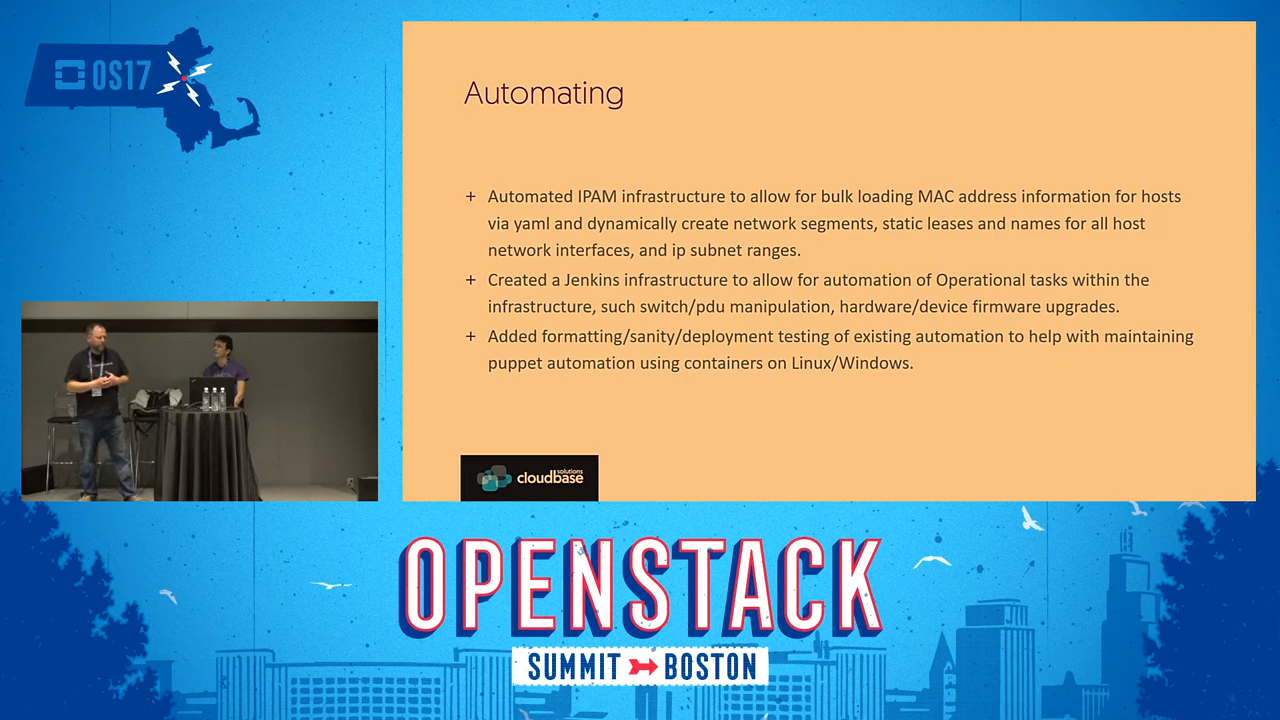 OS17
Automating
+ Automated IPAM infrastructure to allow for bulk loading MAC address information for hosts
via yaml and dynamically create network segments, static leases and names for all host
network interfaces, and ip subnet ranges.
+ Created a Jenkins infrastructure to allow for automation of Operational tasks within the
infrastructure, such switch/pdu manipulation, hardware/device firmware upgrades.
+ Added formatting/sanity/deployment testing of existing automation to help with maintaining
puppet automation using containers on Linux/Windows.
cloudbase
solutions
OPENSTACK
SUMMIT BOSTON